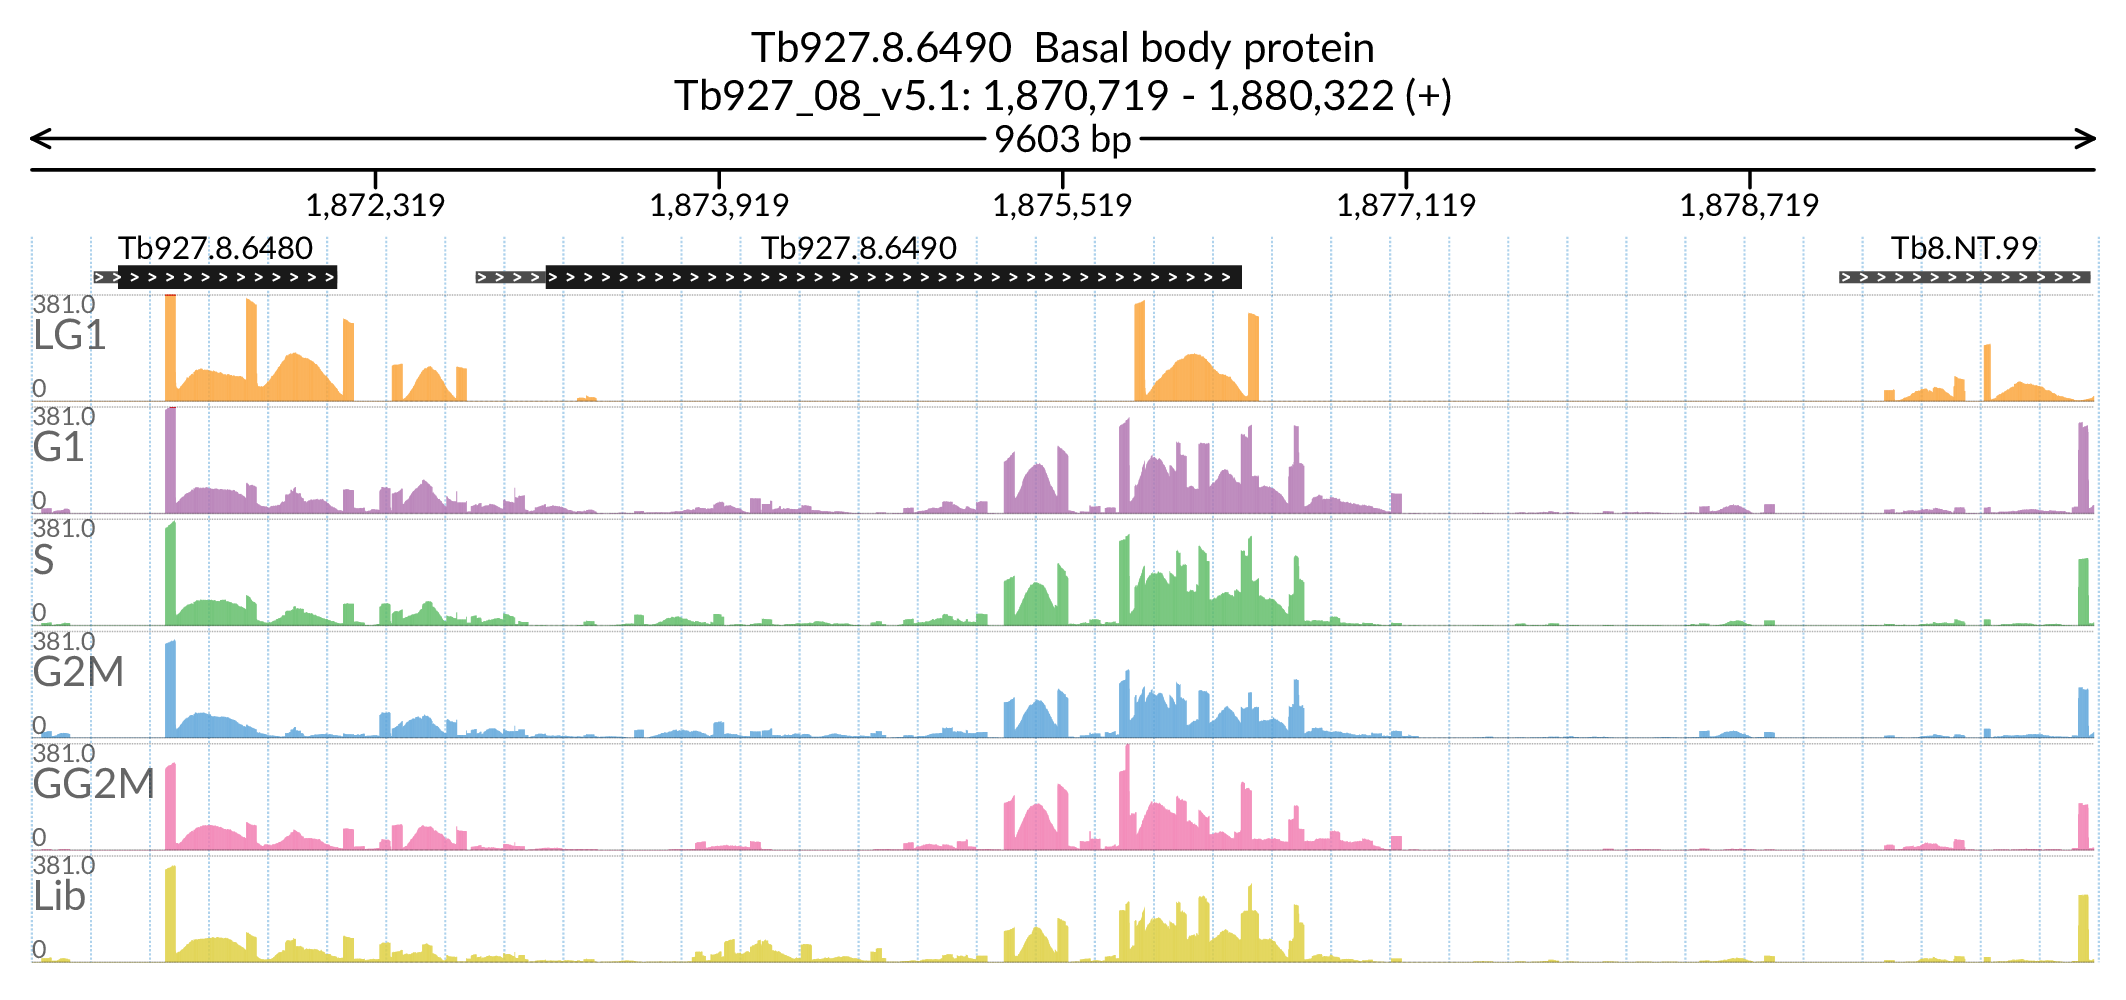 Tb927.8.6490  Basal body protein
Tb927_08_v5.1: 1,870,719 - 1,880,322 (+)
9603 bp
1,872,319 1,873,919 1,875,519 1,877,119 1,878,719
Tb927.8.6480 Tb927.8.6490 Tb8.NT.99
381.0
LG1
0
381.0
G1
0
381.0
S
0
381.0
G2M
0
381.0
GG2M
0
381.0
Lib
0